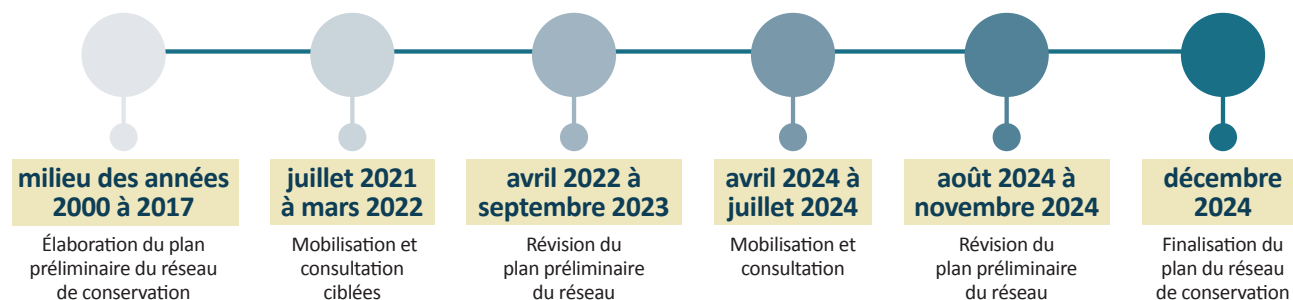 milieu des années
2000 à 2017
Élaboration du plan
préliminaire du réseau
de conservation
juillet 2021
à mars 2022
Mobilisation et
consultation
ciblées
avril 2022 à
septembre 2023
Révision du
plan préliminaire
du réseau
avril 2024 à
juillet 2024
Mobilisation et
consultation
août 2024 à
novembre 2024
Révision du
plan préliminaire
du réseau
décembre
2024
Finalisation du
plan du réseau
de conservation